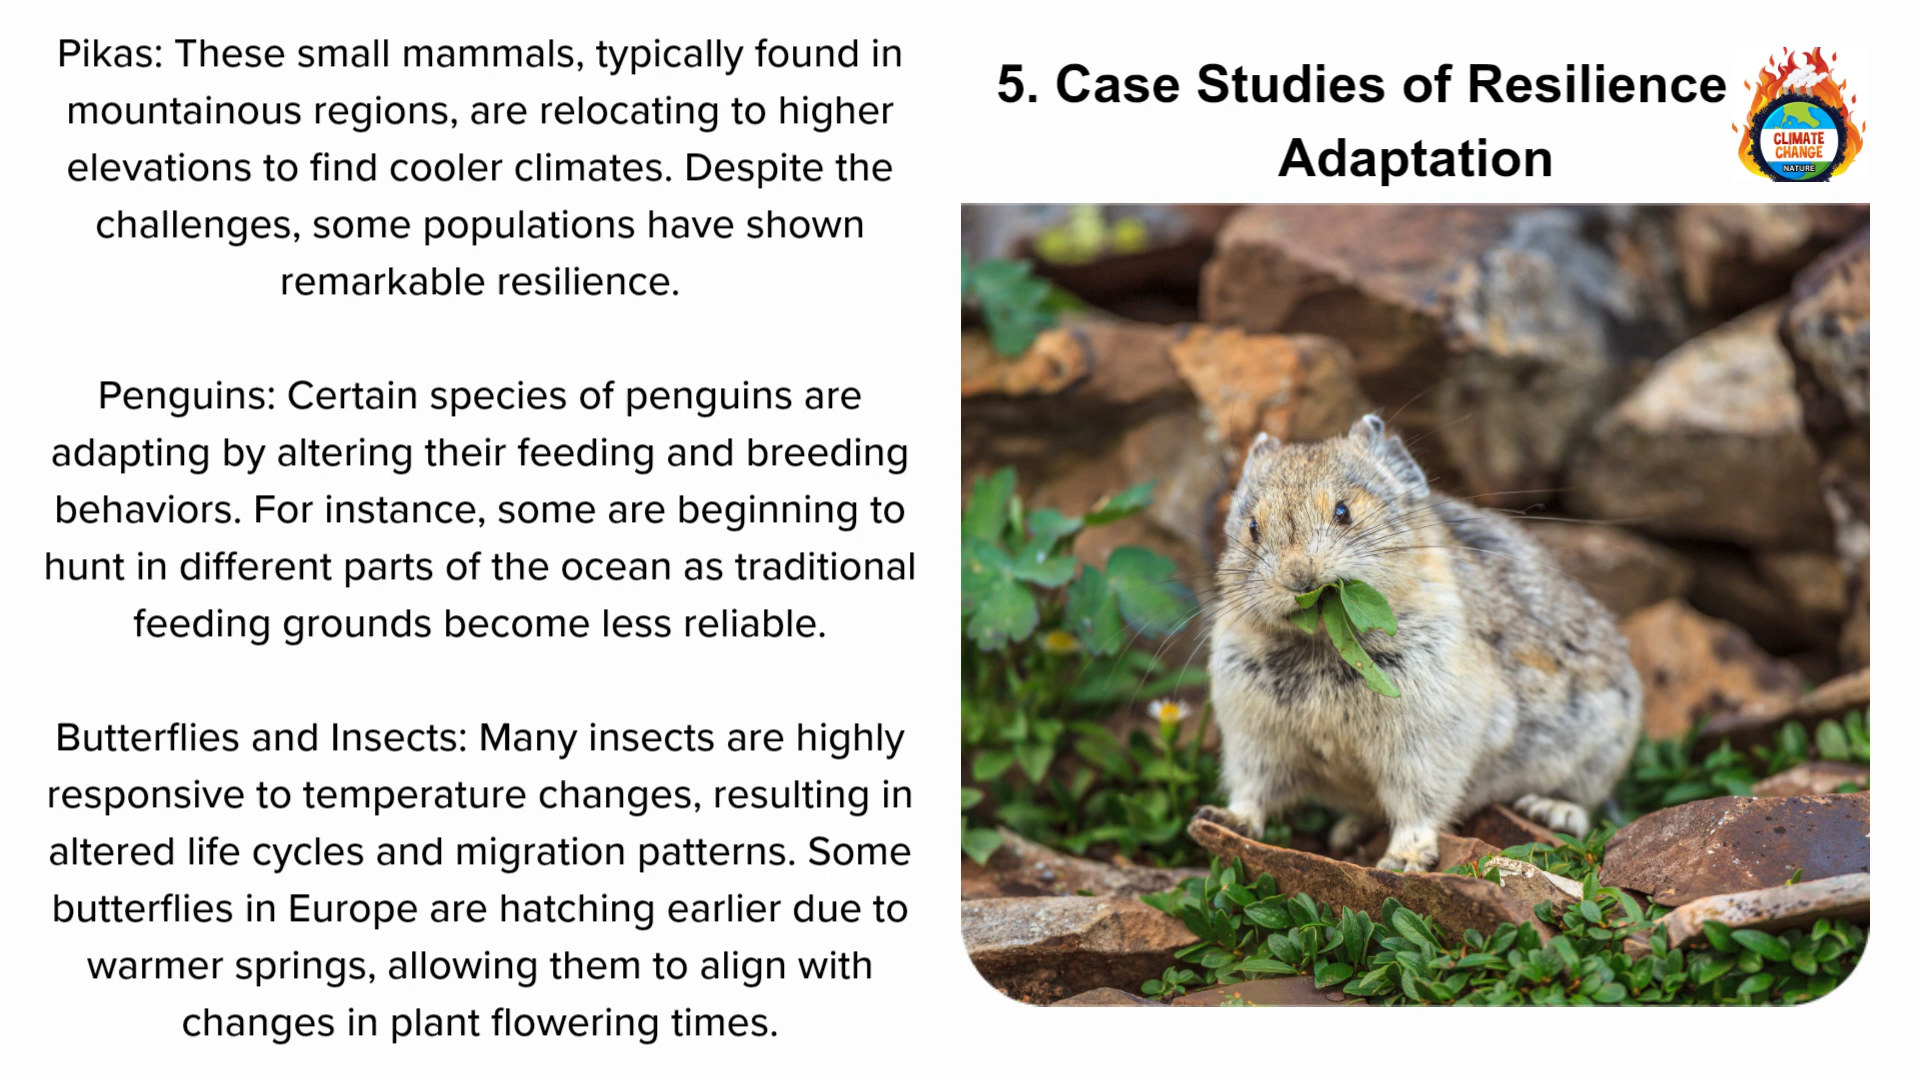 Pikas: These small mammals, typically found in
mountainous regions, are relocating to higher
elevations to find cooler climates. Despite the
challenges, some populations have shown
remarkable resilience.
Penguins: Certain species of penguins are
adapting by altering their feeding and breeding
behaviors. For instance, some are beginning to
hunt in different parts of the ocean as traditional
feeding grounds become less reliable.
Butterflies and Insects: Many insects are highly
responsive to temperature changes, resulting in
altered life cycles and migration patterns. Some
butterflies in Europe are hatching earlier due to
warmer springs, allowing them to align with
changes in plant flowering times.
5. Case Studies of Resilience
Adaptation
CLIMATE
CHANGE
NATURE